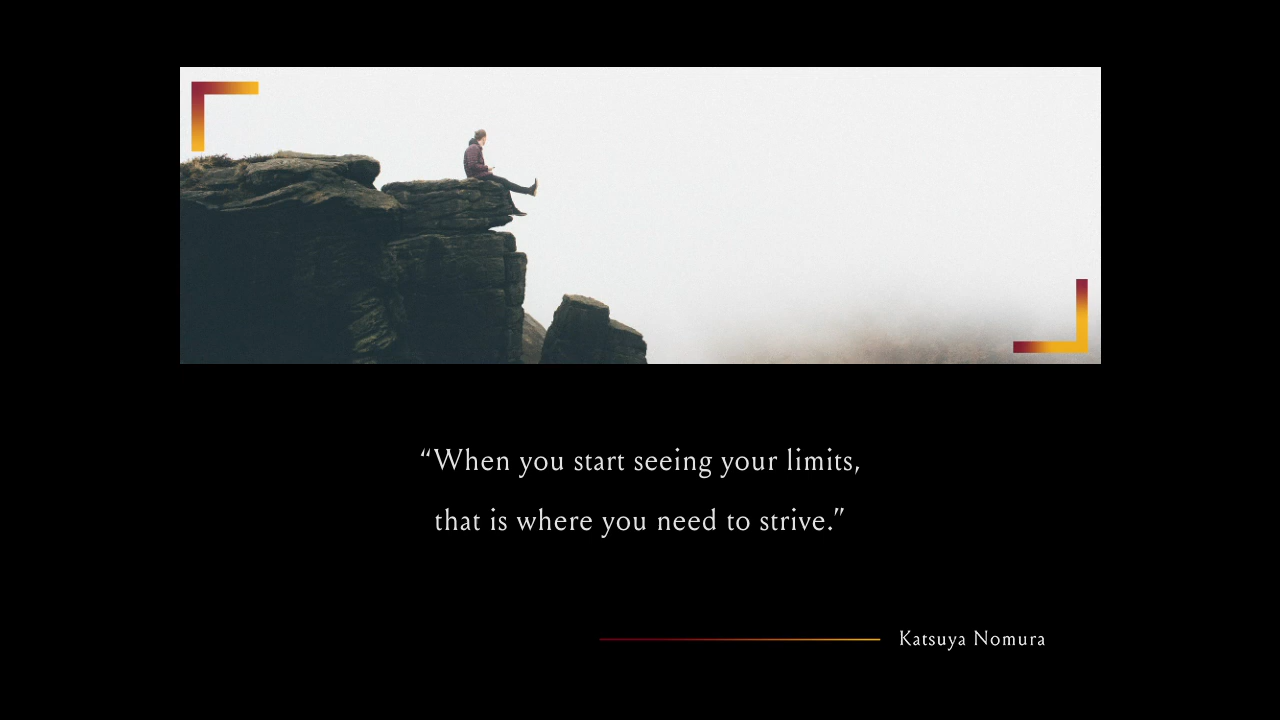 “When you start seeing your limits,
that is where you need to strive.”
Katsuya Nomura